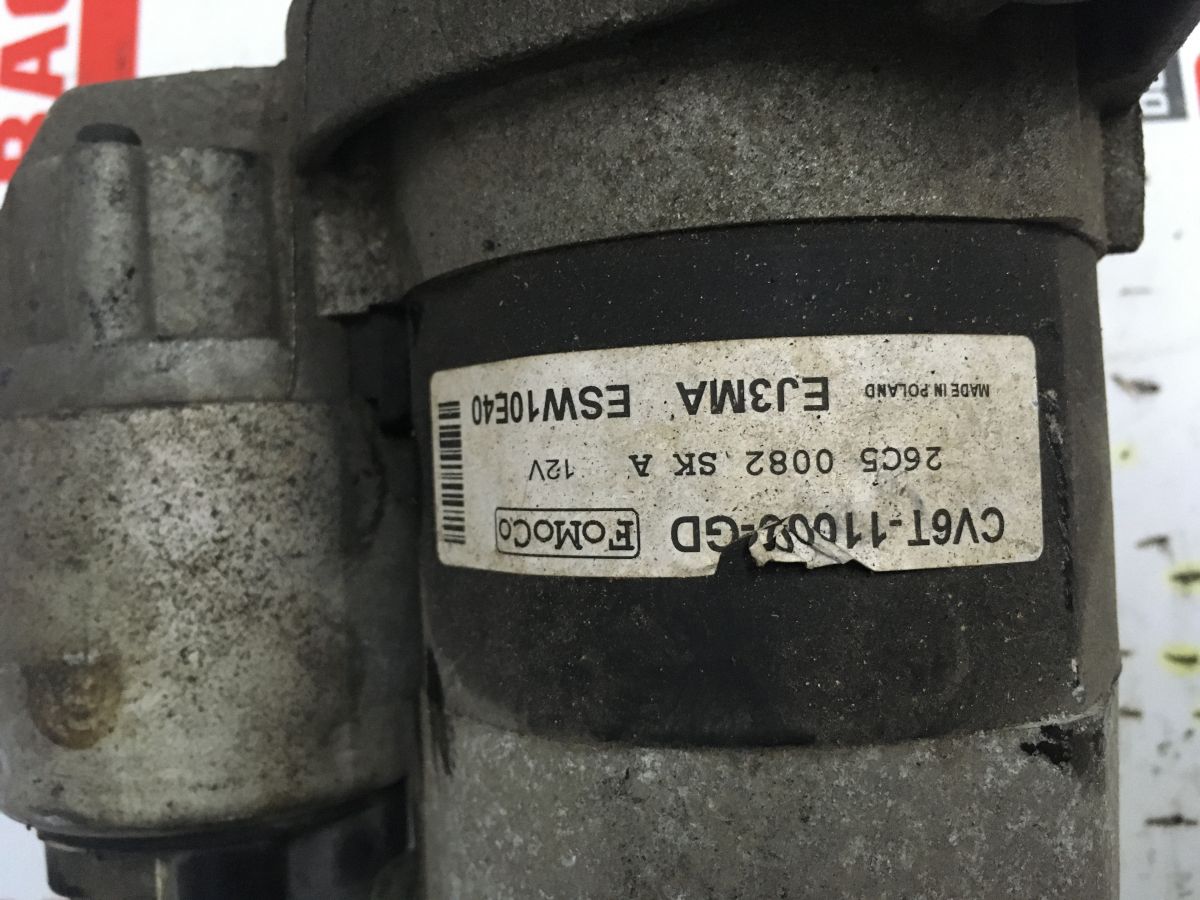 CV6T-11000-GD FoMoCo
26C5 0082 SK A 12V
MADE IN POLAND EJ3MA ESW10E40